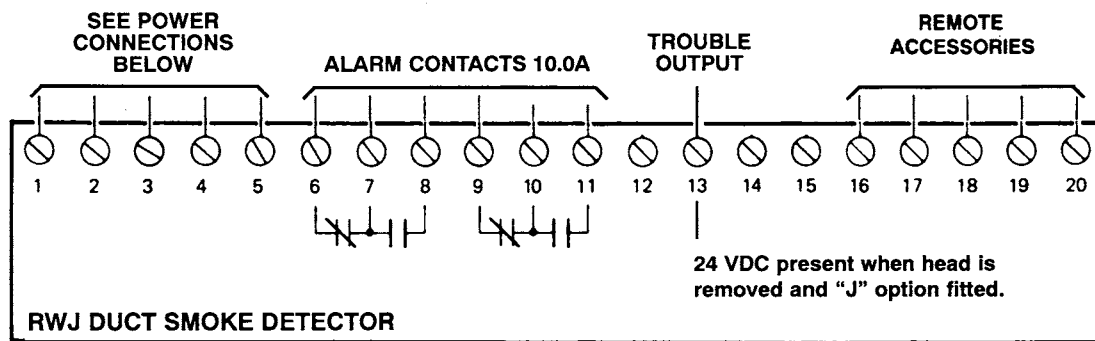 SEE POWER
CONNECTIONS
BELOW
ALARM CONTACTS 10.0A
TROUBLE
OUTPUT
REMOTE
ACCESSORIES
1 2 3 4 5 6 7 8 9 10 11 12 13 14 15 16 17 18 19 20
24 VDC present when head is
removed and “J” option fitted.
RWJ DUCT SMOKE DETECTOR